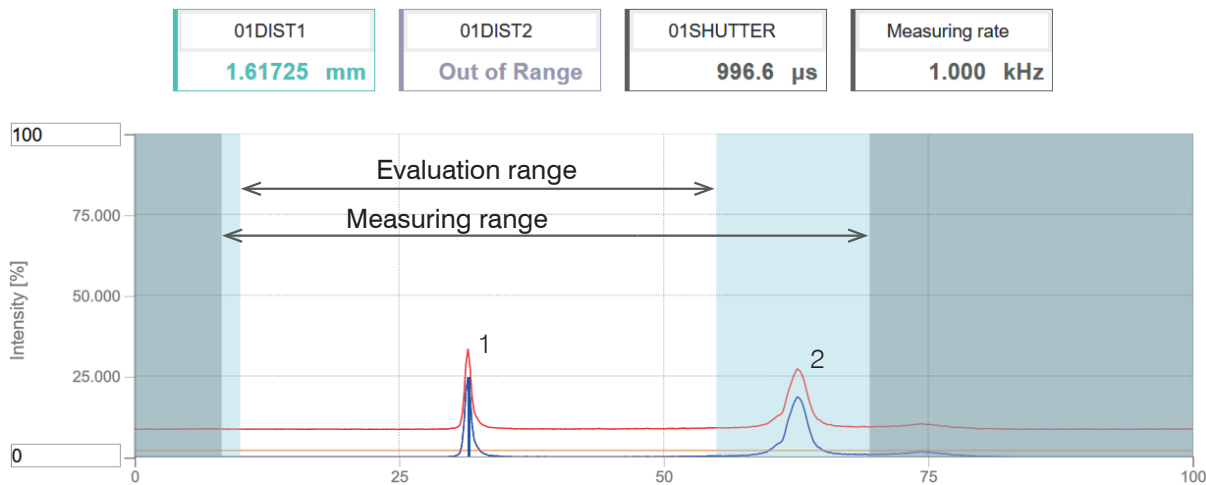 01DIST1
1.61725 mm
01DIST2
Out of Range
01SHUTTER
996.6 µs
Measuring rate
1.000 kHz
100
Evaluation range
Measuring range
75.000
50.000
25.000
0
Intensity [%]
1
2
0 25 50 75 100